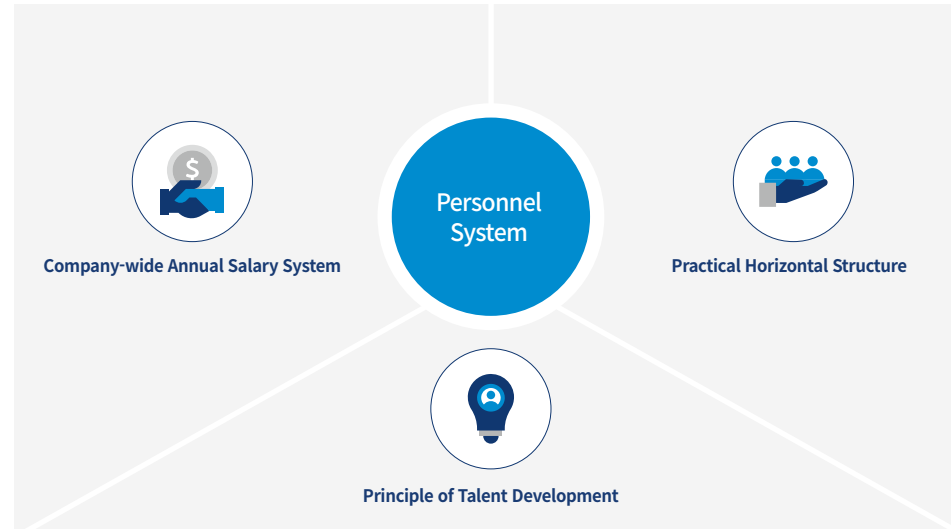 $
Personnel
System
Company-wide Annual Salary System
Practical Horizontal Structure
Principle of Talent Development